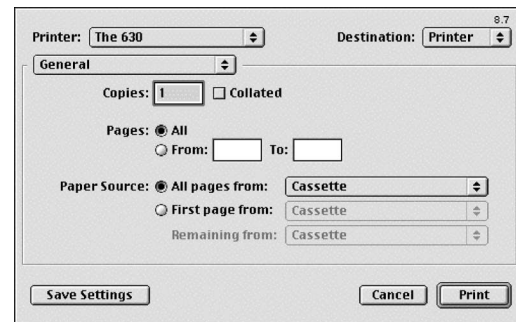 8.7
Printer: The 630 Destination: Printer
General
Copies: 1 Collated
Pages: All
From: To:
Paper Source: All pages from: Cassette
First page from: Cassette
Remaining from: Cassette
Save Settings Cancel Print